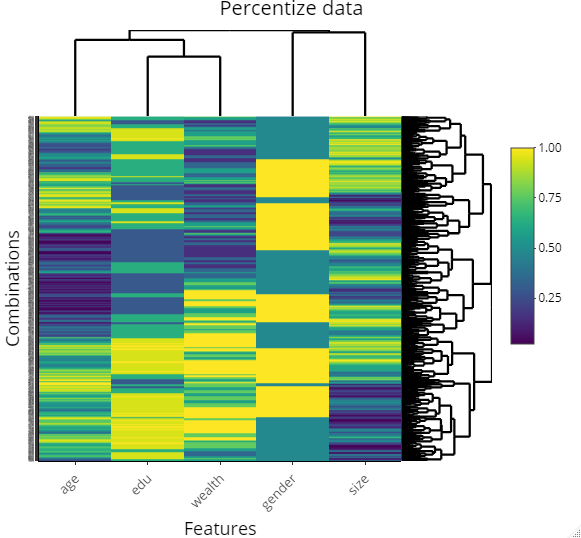 Percentize data
Combinations
1.00
0.75
0.50
0.25
age
edu
wealth
gender
size
Features